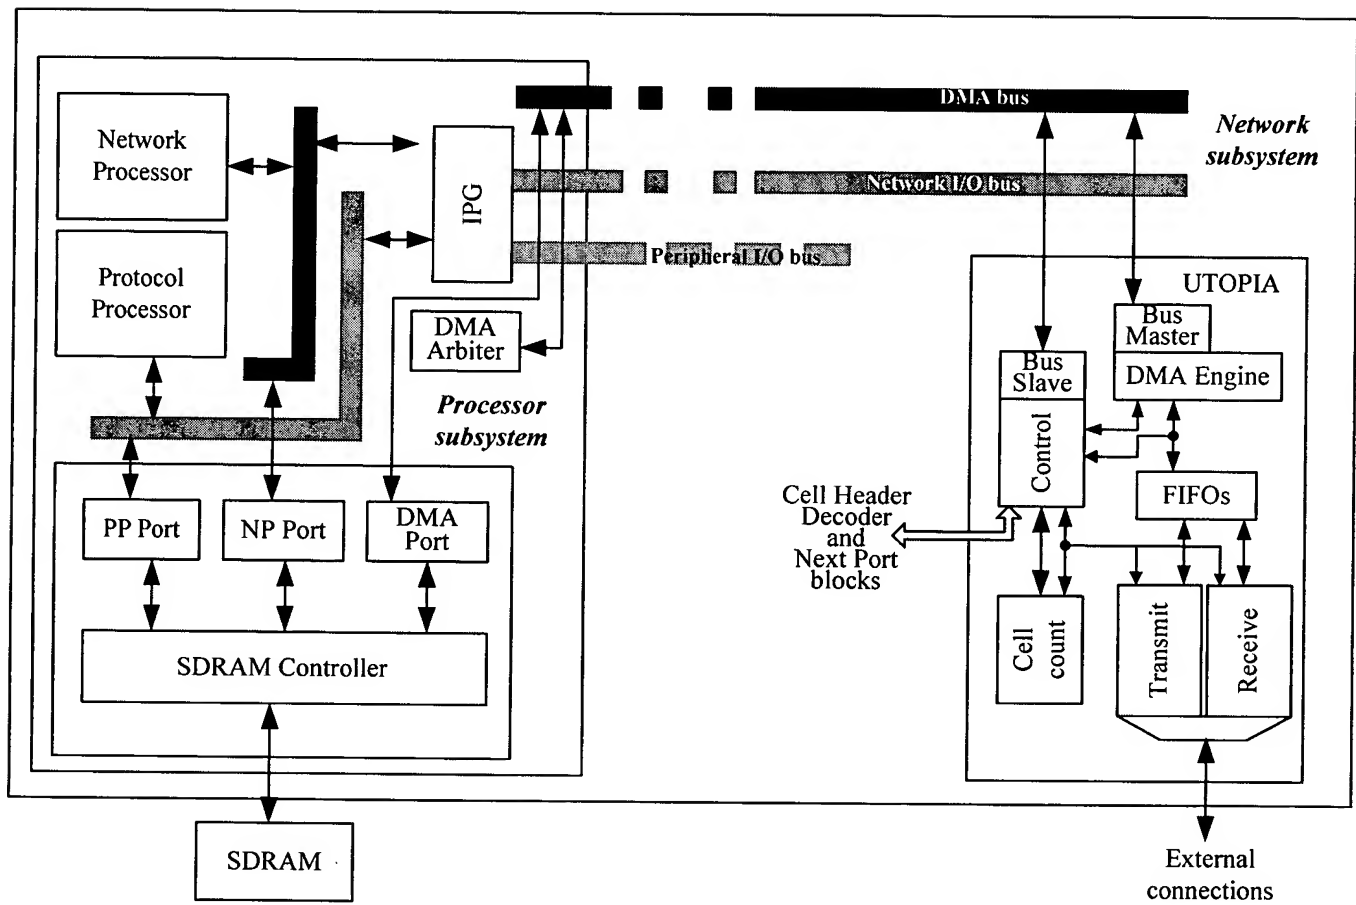 DMA bus
Network
subsystem
Network
Processor
IPG
Network I/O bus
Peripheral I/O bus
Protocol
Processor
DMA
Arbiter
UTOPIA
Bus
Master
DMA Engine
Bus
Slave
Control
Processor
subsystem
FIFOs
Cell Header
Decoder
and
Next Port
blocks
PP Port
NP Port
DMA
Port
Cell
count
Transmit
Receive
SDRAM Controller
SDRAM
External
connections